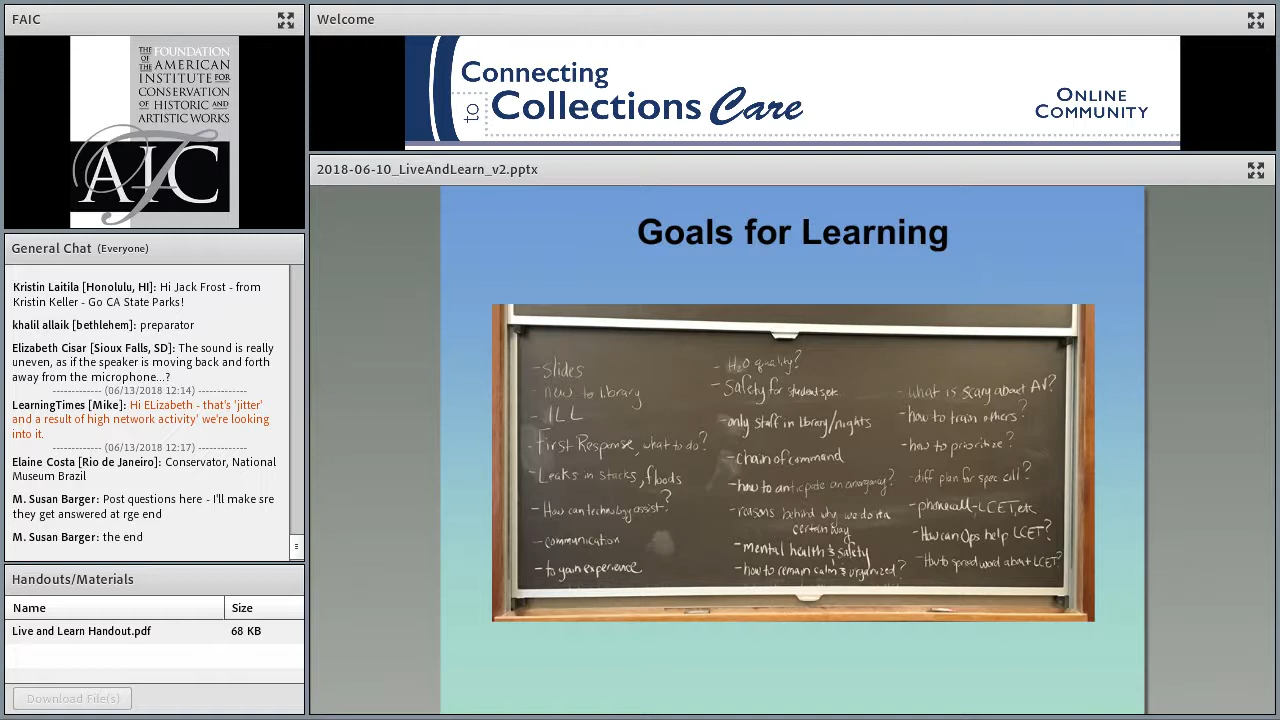 FAIC
THE FOUNDATION
OF THE AMERICAN
INSTITUTE FOR
CONSERVATION
OF HISTORIC AND
ARTISTIC WORKS
AIC
General Chat (Everyone)
Kristin Laitila [Honolulu, HI]: Hi Jack Frost - from
Kristin Keller - Go CA State Parks!
khalil allaik [bethlehem]: preparator
Elizabeth Cisar [Sioux Falls, SD]: The sound is really
uneven, as if the speaker is moving back and forth
away from the microphone...?
------------ (06/13/2018 12:14) ------------
LearningTimes [Mike]: Hi ELizabeth - that's 'jitter'
and a result of high network activity' we're looking
into it.
------------ (06/13/2018 12:17) ------------
Elaine Costa [Rio de Janeiro]: Conservator, National
Museum Brazil
M. Susan Barger: Post questions here - I'll make sre
they get answered at rge end
M. Susan Barger: the end
Handouts/Materials
Name Size
Live and Learn Handout.pdf 68 KB
Download File(s)
Welcome
Connecting
to Collections Care
ONLINE
COMMUNITY
2018-06-10_LiveAndLearn_v2.pptx
Goals for Learning
- Slides
- new to library
- ILL
- First Response, what to do?
- Leaks in stacks, floods
- How can technology assist?
- communication
- to gain experience
- H2O quality?
- Safety for students, etc.
- only staff in library/nights
- chain of command
- how to anticipate an emergency?
- reasons behind why we do it a
certain way
- mental health & safety
- how to remain calm & organized?
- what is scary about AV?
- how to train others?
- how to prioritize?
- diff plan for spec coll?
- phone call - LCET, etc
- How can Ops help LCET?
- How to spread word about LCET?